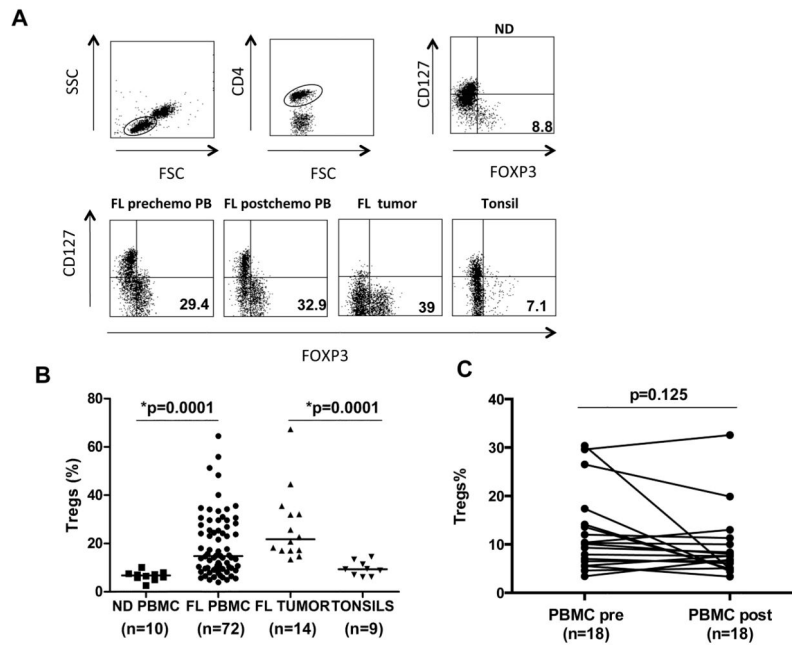 A
SSC
FSC
CD4
FSC
ND
CD127
8.8
FOXP3
FL prechemo PB
FL postchemo PB
FL tumor
Tonsil
CD127
29.4
32.9
39
7.1
FOXP3
B
*p=0.0001
*p=0.0001
Tregs (%)
80
60
40
20
0
ND PBMC FL PBMC FL TUMOR TONSILS
(n=10) (n=72) (n=14) (n=9)
C
p=0.125
Tregs%
40
30
20
10
0
PBMC pre PBMC post
(n=18) (n=18)